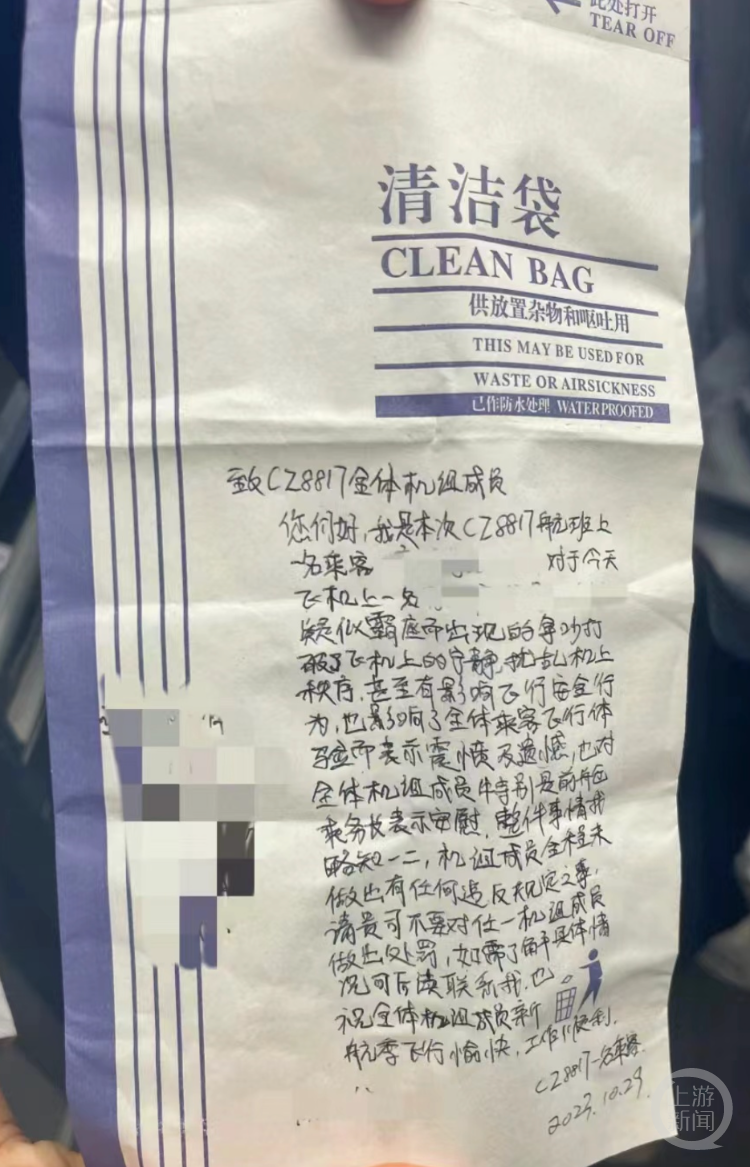 此处打开
TEAR OFF
清洁袋
CLEAN BAG
供放置杂物和呕吐用
THIS MAY BE USED FOR
WASTE OR AIRSICKNESS
已作防水处理 WATERPROOFED
致CZ8817全体机组成员
您们好,我是本次CZ8817航班上
一名乘客 对于今天
飞机上一名
疑似霸座而出现的争吵打
破了飞机上的宁静,扰乱机上
秩序,甚至有影响飞行安全行
为,也影响了全体乘客飞行体
验而表示震愤及遗憾,也对
全体机组成员特别是前舱
乘务长表示安慰,整件事情我
略知一二,机组成员全程未
做出有任何违反规定之事,
请贵司不要对任一机组成员
做出处罚,如需了解具体情
况可后续联系我,也
祝全体机组成员新
航季飞行愉快,工作顺利.
CZ8817一名乘客.
2023.10.29.
上游
新闻